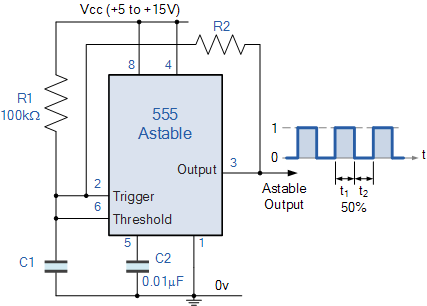 Vcc (+5 to +15V)
R2
8
4
R1
100kΩ
555
Astable
1
0
t
Output
3
2
Trigger
Astable
Output
t1
t2
50%
6
Threshold
5
1
C1
C2
0.01µF
0v